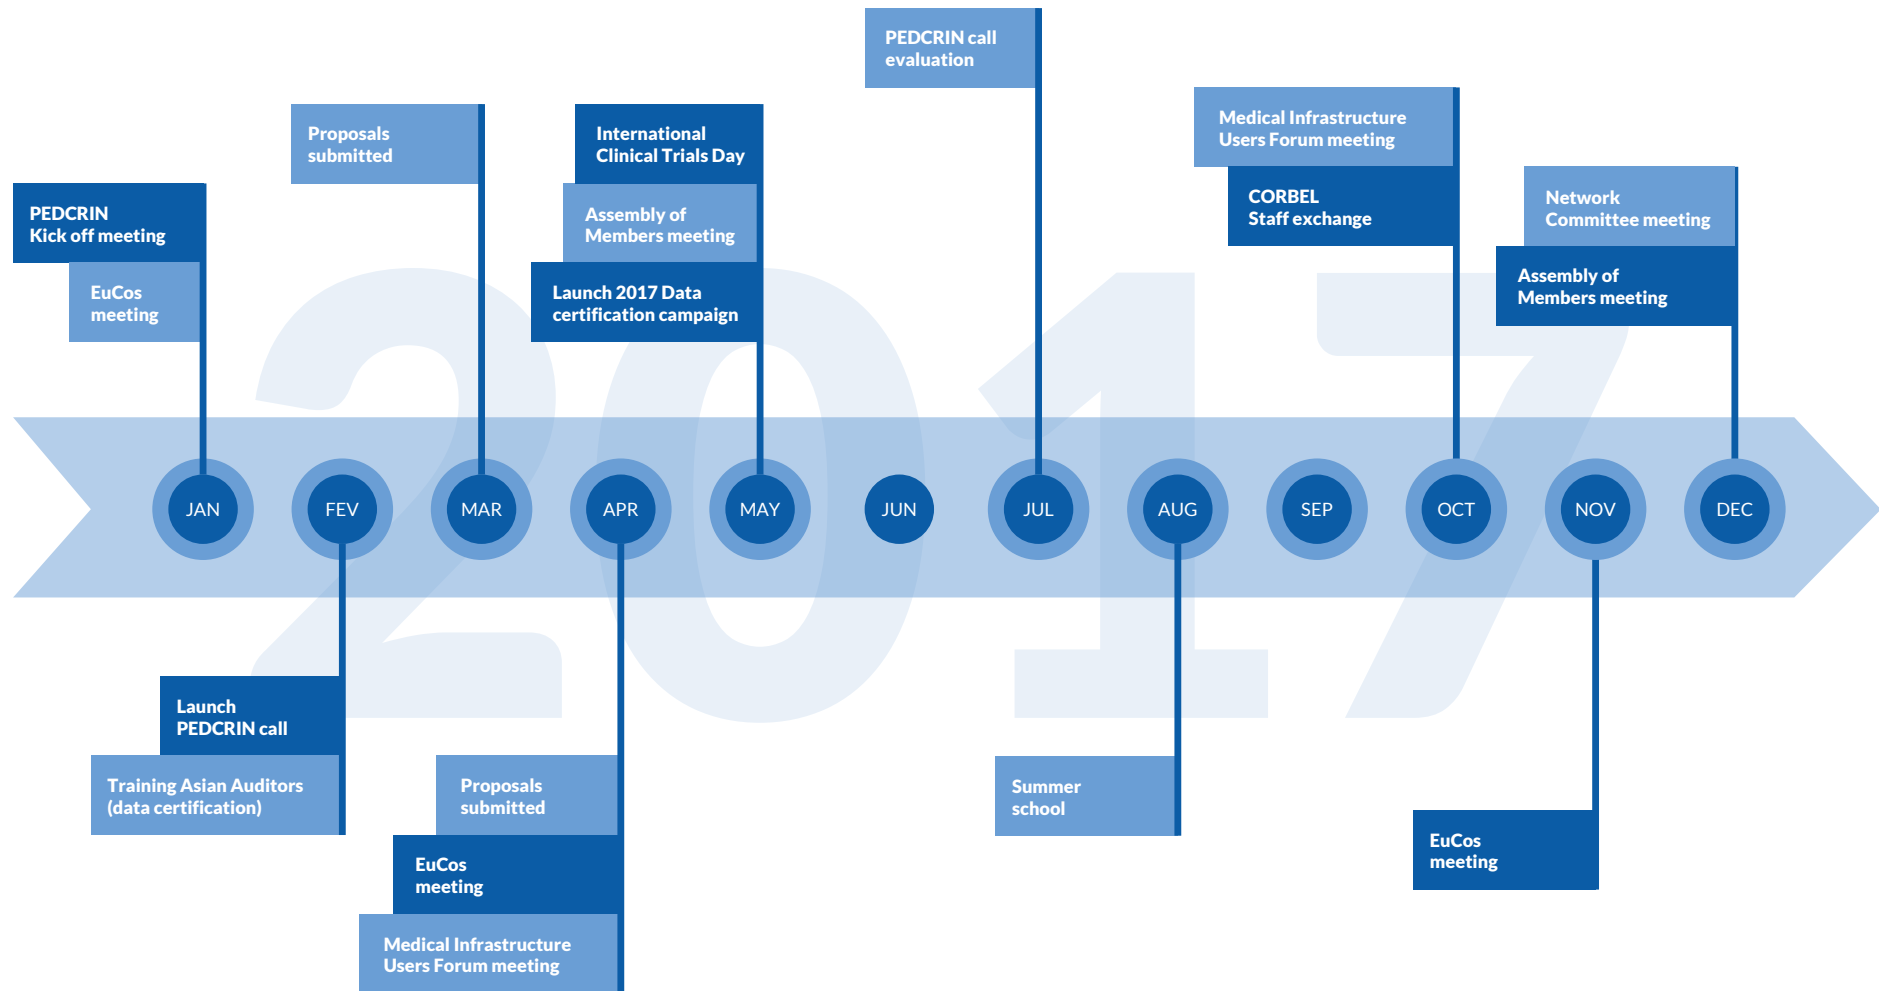 PEDCRIN call
evaluation
Proposals
submitted
International
Clinical Trials Day
Medical Infrastructure
Users Forum meeting
PEDCRIN
Kick off meeting
Assembly of
Members meeting
CORBEL
Staff exchange
Network
Committee meeting
EuCos
meeting
Launch 2017 Data
certification campaign
Assembly of
Members meeting
2017
JAN
FEV
MAR
APR
MAY
JUN
JUL
AUG
SEP
OCT
NOV
DEC
Launch
PEDCRIN call
Training Asian Auditors
(data certification)
Proposals
submitted
EuCos
meeting
Medical Infrastructure
Users Forum meeting
Summer
school
EuCos
meeting